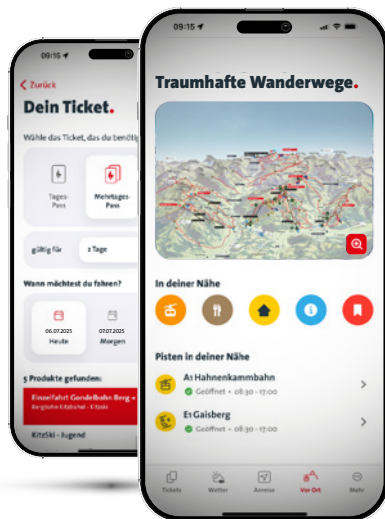 09:15
Zurück
Dein Ticket.
Wähle das Ticket, das du benötig
Tages-
Pass
Mehrtages-
Pass
gültig für
2 Tage
Wann möchtest du fahren?
06.07.2025
Heute
07.07.2025
Morgen
5 Produkte gefunden:
Einzelfahrt Gondelbahn Berg
Bergbahn Kitzbühel - Kitzski
KitzSki - Jugend
09:15
Traumhafte Wanderwege.
In deiner Nähe
Pisten in deiner Nähe
A1 Hahnenkammbahn
Geöffnet • 08:30 - 17:00
E1 Gaisberg
Geöffnet • 08:30 - 17:00
Tickets
Wetter
Anreise
Vor Ort
Mehr